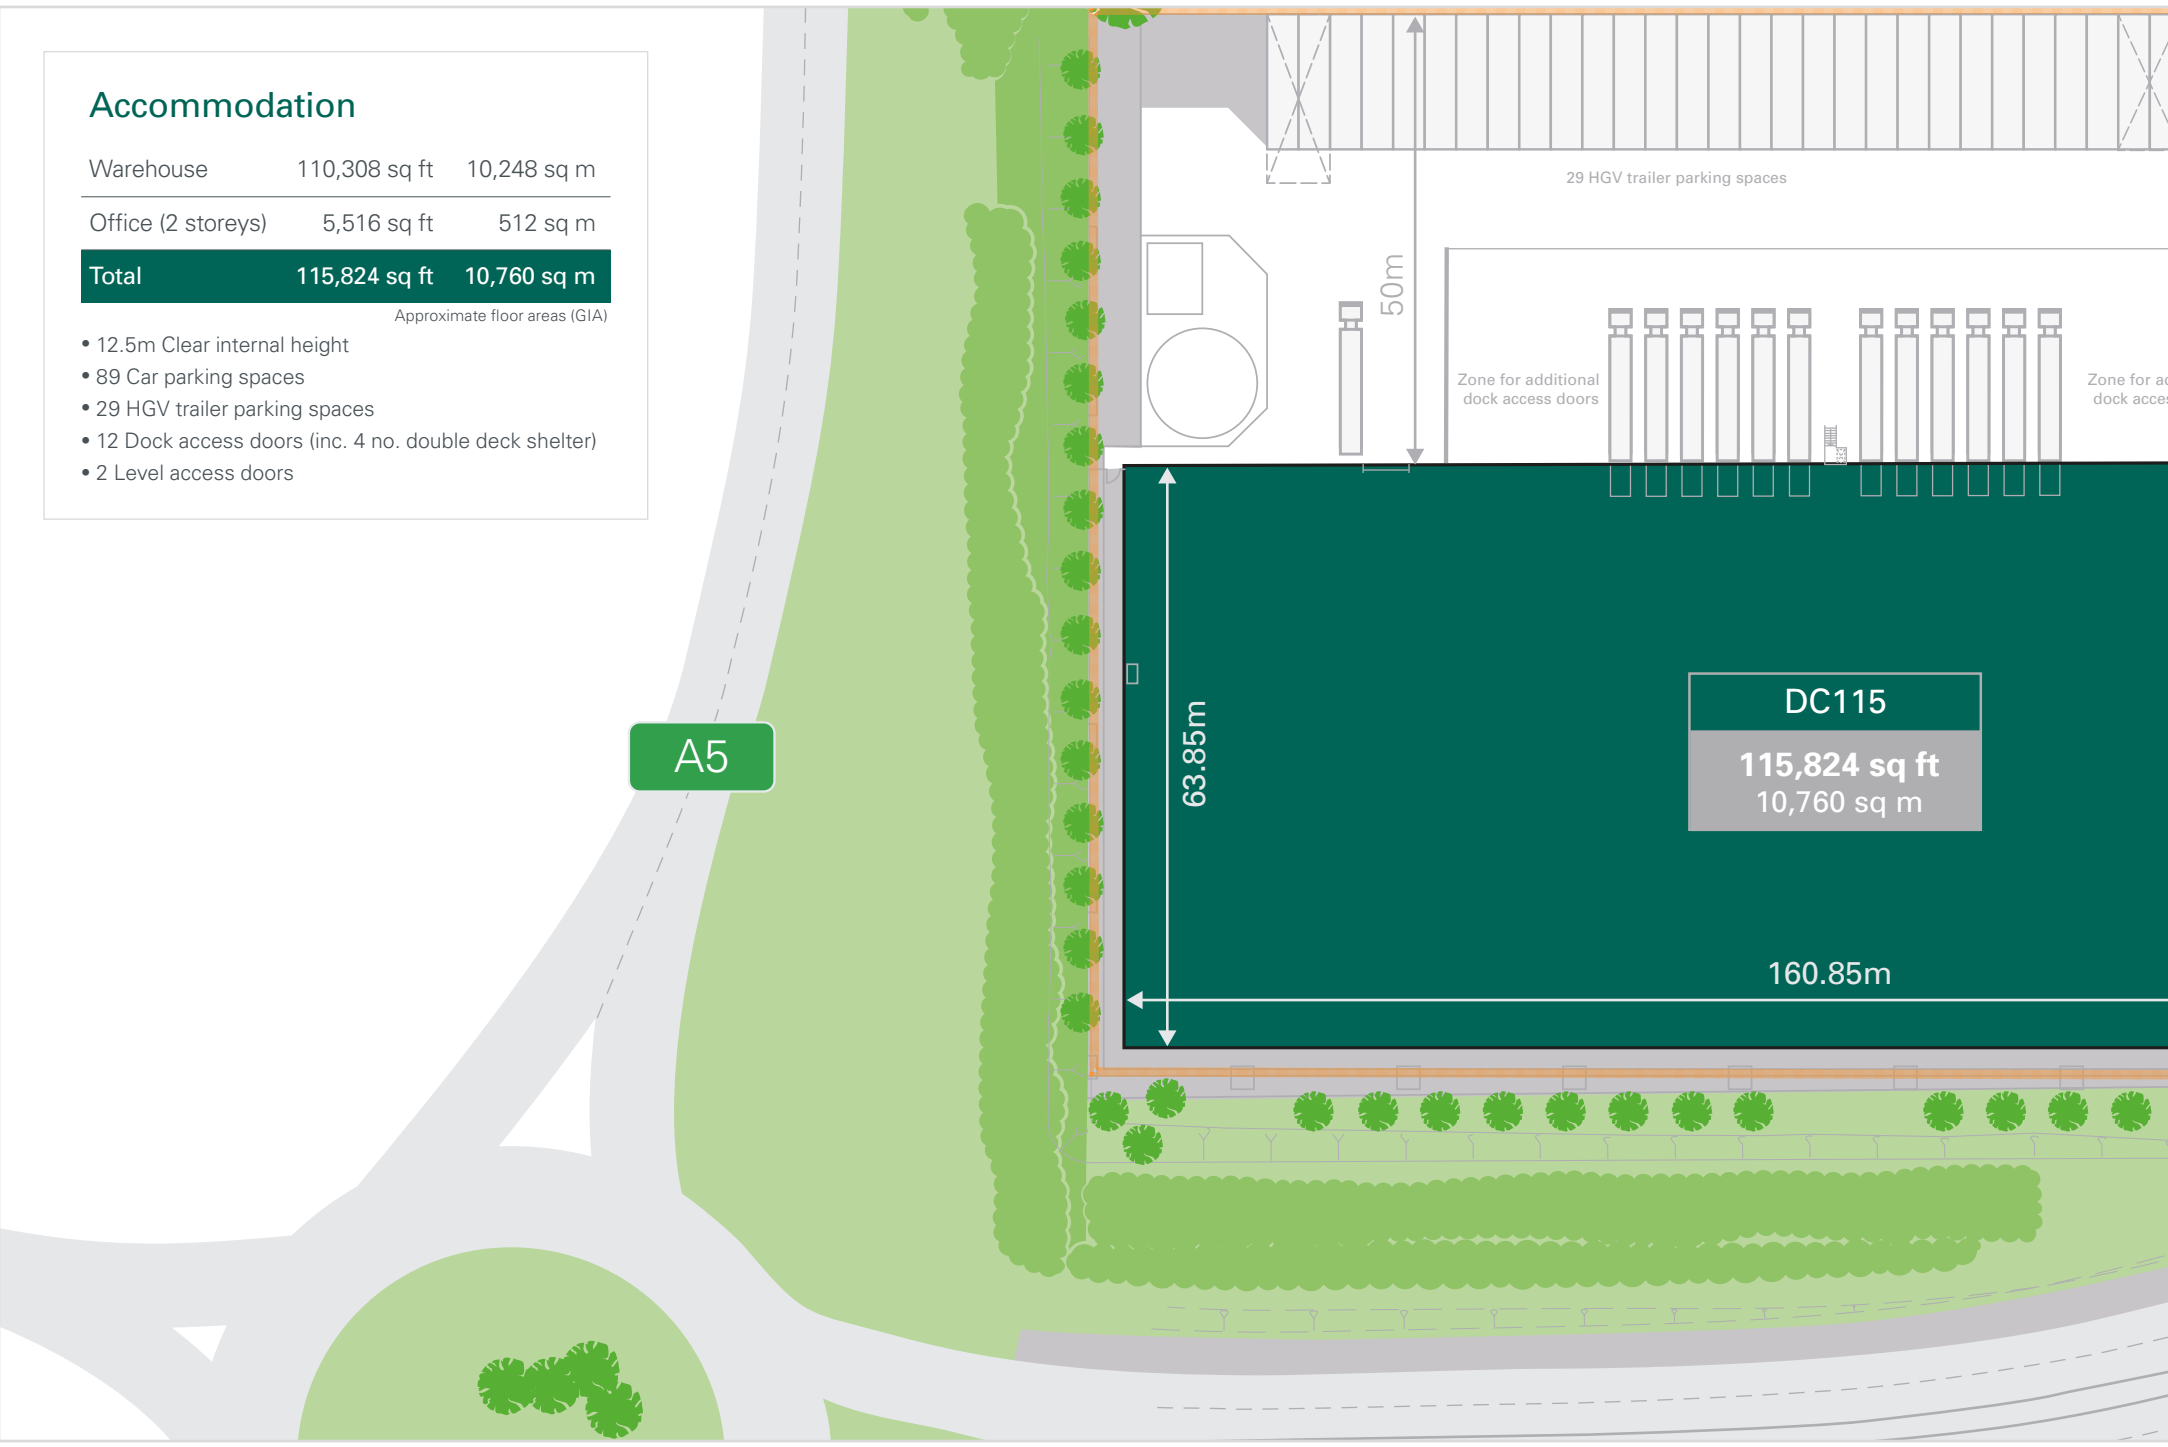 Accommodation
Warehouse 110,308 sq ft 10,248 sq m
Office (2 storeys) 5,516 sq ft 512 sq m
Total 115,824 sq ft 10,760 sq m
Approximate floor areas (GIA)
• 12.5m Clear internal height
• 89 Car parking spaces
• 29 HGV trailer parking spaces
• 12 Dock access doors (inc. 4 no. double deck shelter)
• 2 Level access doors
29 HGV trailer parking spaces
50m
Zone for additional
dock access doors
Zone for
dock
63.85m
DC115
115,824 sq ft
10,760 sq m
A5
160.85m